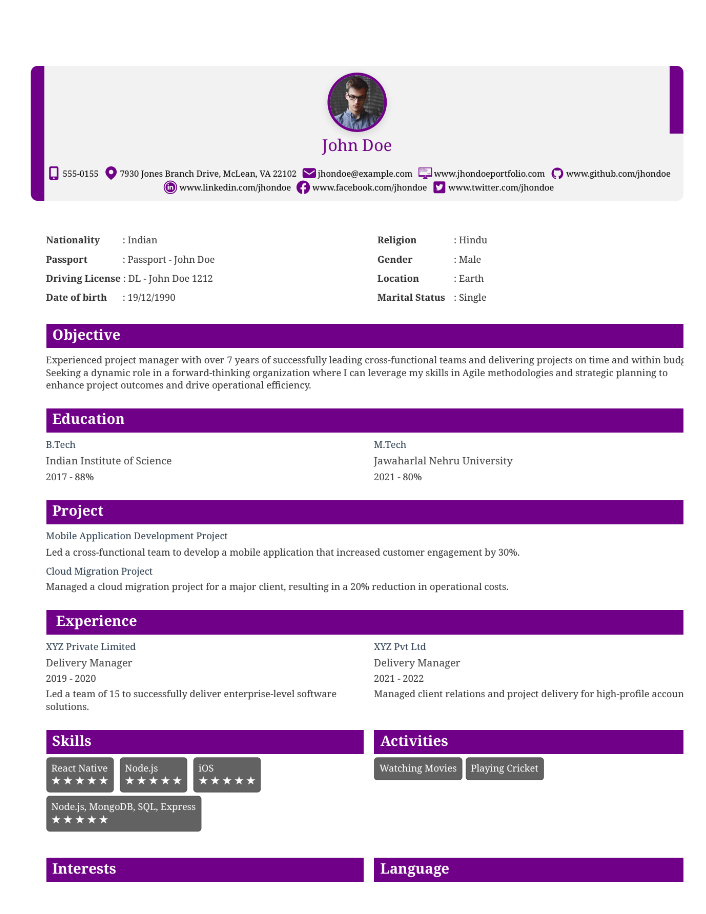 John Doe
555-0155 7930 Jones Branch Drive, McLean, VA 22102 jhondoe@example.com www.jhondoeportfolio.com www.github.com/jhondoe
www.linkedin.com/jhondoe www.facebook.com/jhondoe www.twitter.com/jhondoe
Nationality : Indian
Passport : Passport - John Doe
Driving License : DL - John Doe 1212
Date of birth : 19/12/1990
Religion : Hindu
Gender : Male
Location : Earth
Marital Status : Single
Objective
Experienced project manager with over 7 years of successfully leading cross-functional teams and delivering projects on time and within
Seeking a dynamic role in a forward-thinking organization where I can leverage my skills in Agile methodologies and strategic planning to
enhance project outcomes and drive operational efficiency.
Education
B.Tech
Indian Institute of Science
2017 - 88%
M.Tech
Jawaharlal Nehru University
2021 - 80%
Project
Mobile Application Development Project
Led a cross-functional team to develop a mobile application that increased customer engagement by 30%.
Cloud Migration Project
Managed a cloud migration project for a major client, resulting in a 20% reduction in operational costs.
Experience
XYZ Private Limited
Delivery Manager
2019 - 2020
Led a team of 15 to successfully deliver enterprise-level software
solutions.
XYZ Pvt Ltd
Delivery Manager
2021 - 2022
Managed client relations and project delivery for high-profile accoun
Skills
React Native
★★★★★
Node.js
★★★★★
iOS
★★★★★
Node.js, MongoDB, SQL, Express
★★★★★
Activities
Watching Movies
Playing Cricket
Interests
Language